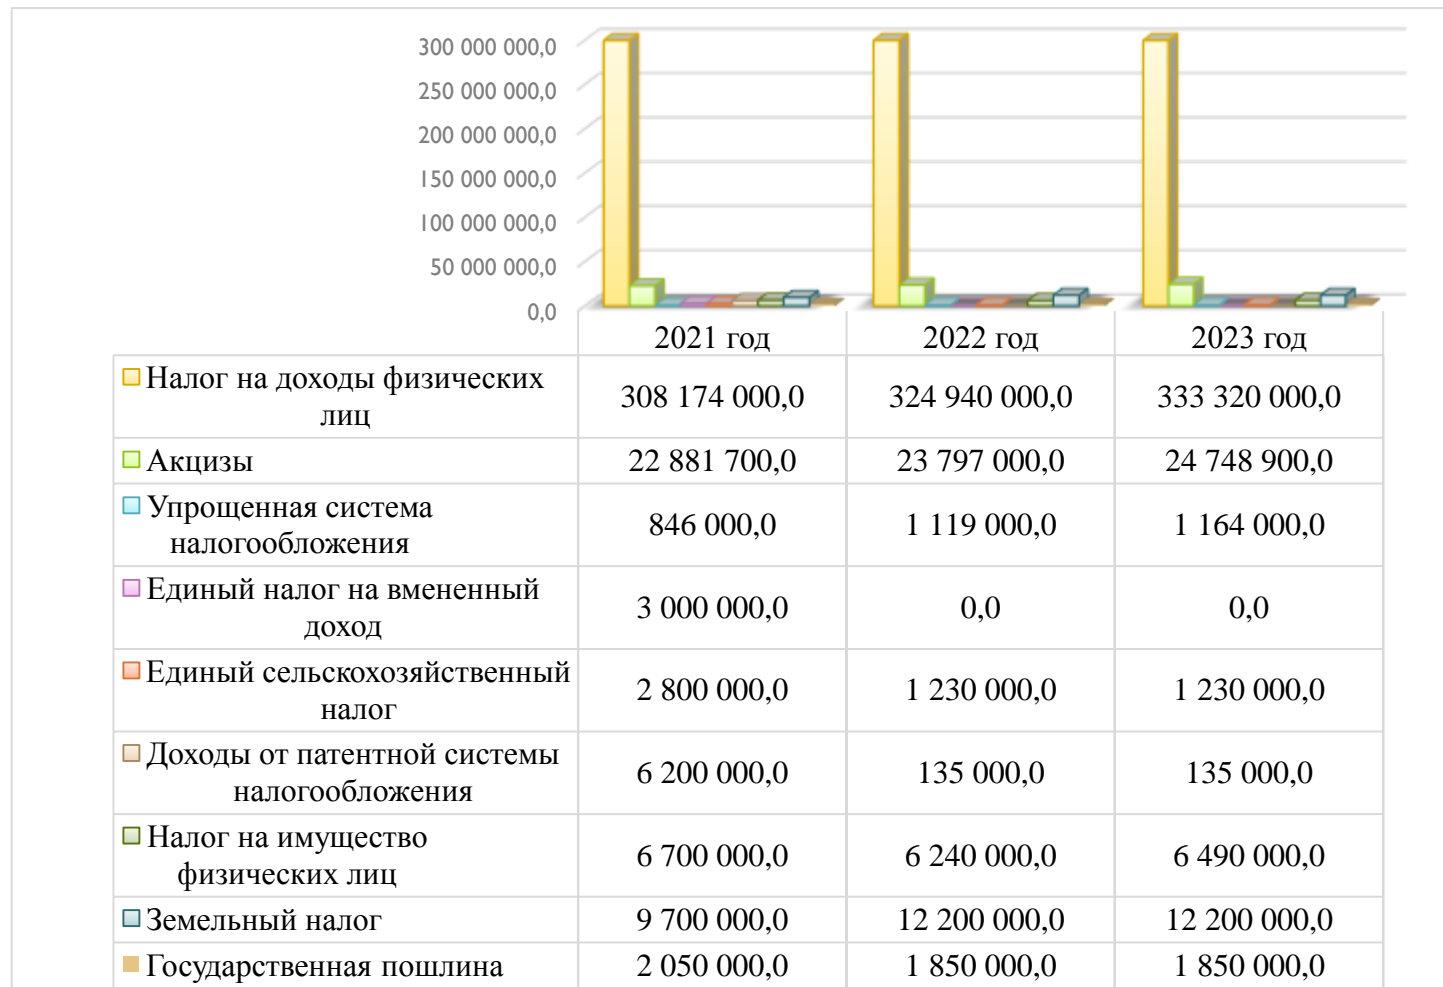 300 000 000,0
250 000 000,0
200 000 000,0
150 000 000,0
100 000 000,0
50 000 000,0
0,0
2021 год 2022 год 2023 год
Налог на доходы физических
лиц
308 174 000,0 324 940 000,0 333 320 000,0
Акцизы 22 881 700,0 23 797 000,0 24 748 900,0
Упрощенная система
налогообложения
846 000,0 1 119 000,0 1 164 000,0
Единый налог на вмененный
доход
3 000 000,0 0,0 0,0
Единый сельскохозяйственный
налог
2 800 000,0 1 230 000,0 1 230 000,0
Доходы от патентной системы
налогообложения
6 200 000,0 135 000,0 135 000,0
Налог на имущество
физических лиц
6 700 000,0 6 240 000,0 6 490 000,0
Земельный налог 9 700 000,0 12 200 000,0 12 200 000,0
Государственная пошлина 2 050 000,0 1 850 000,0 1 850 000,0